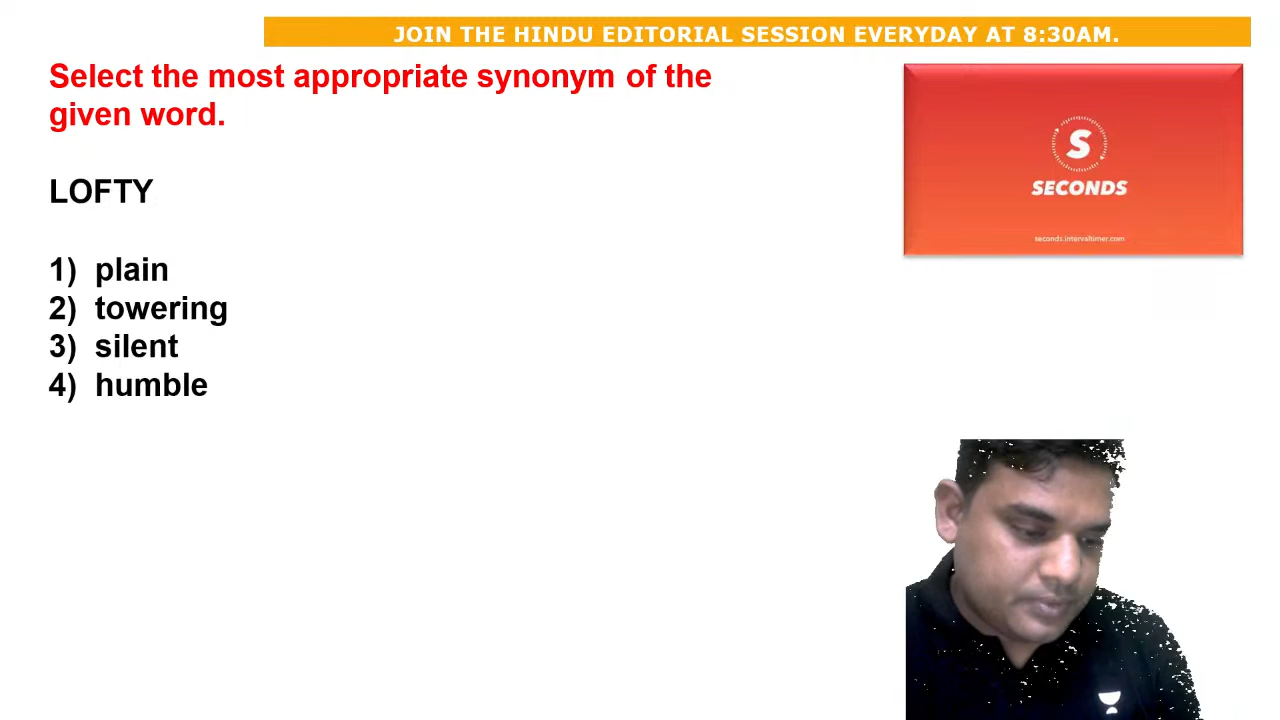 JOIN THE HINDU EDITORIAL SESSION EVERYDAY AT 8:30AM.
Select the most appropriate synonym of the
given word.
LOFTY
1) plain
2) towering
3) silent
4) humble
S
SECONDS
seconds.intervaltimer.com